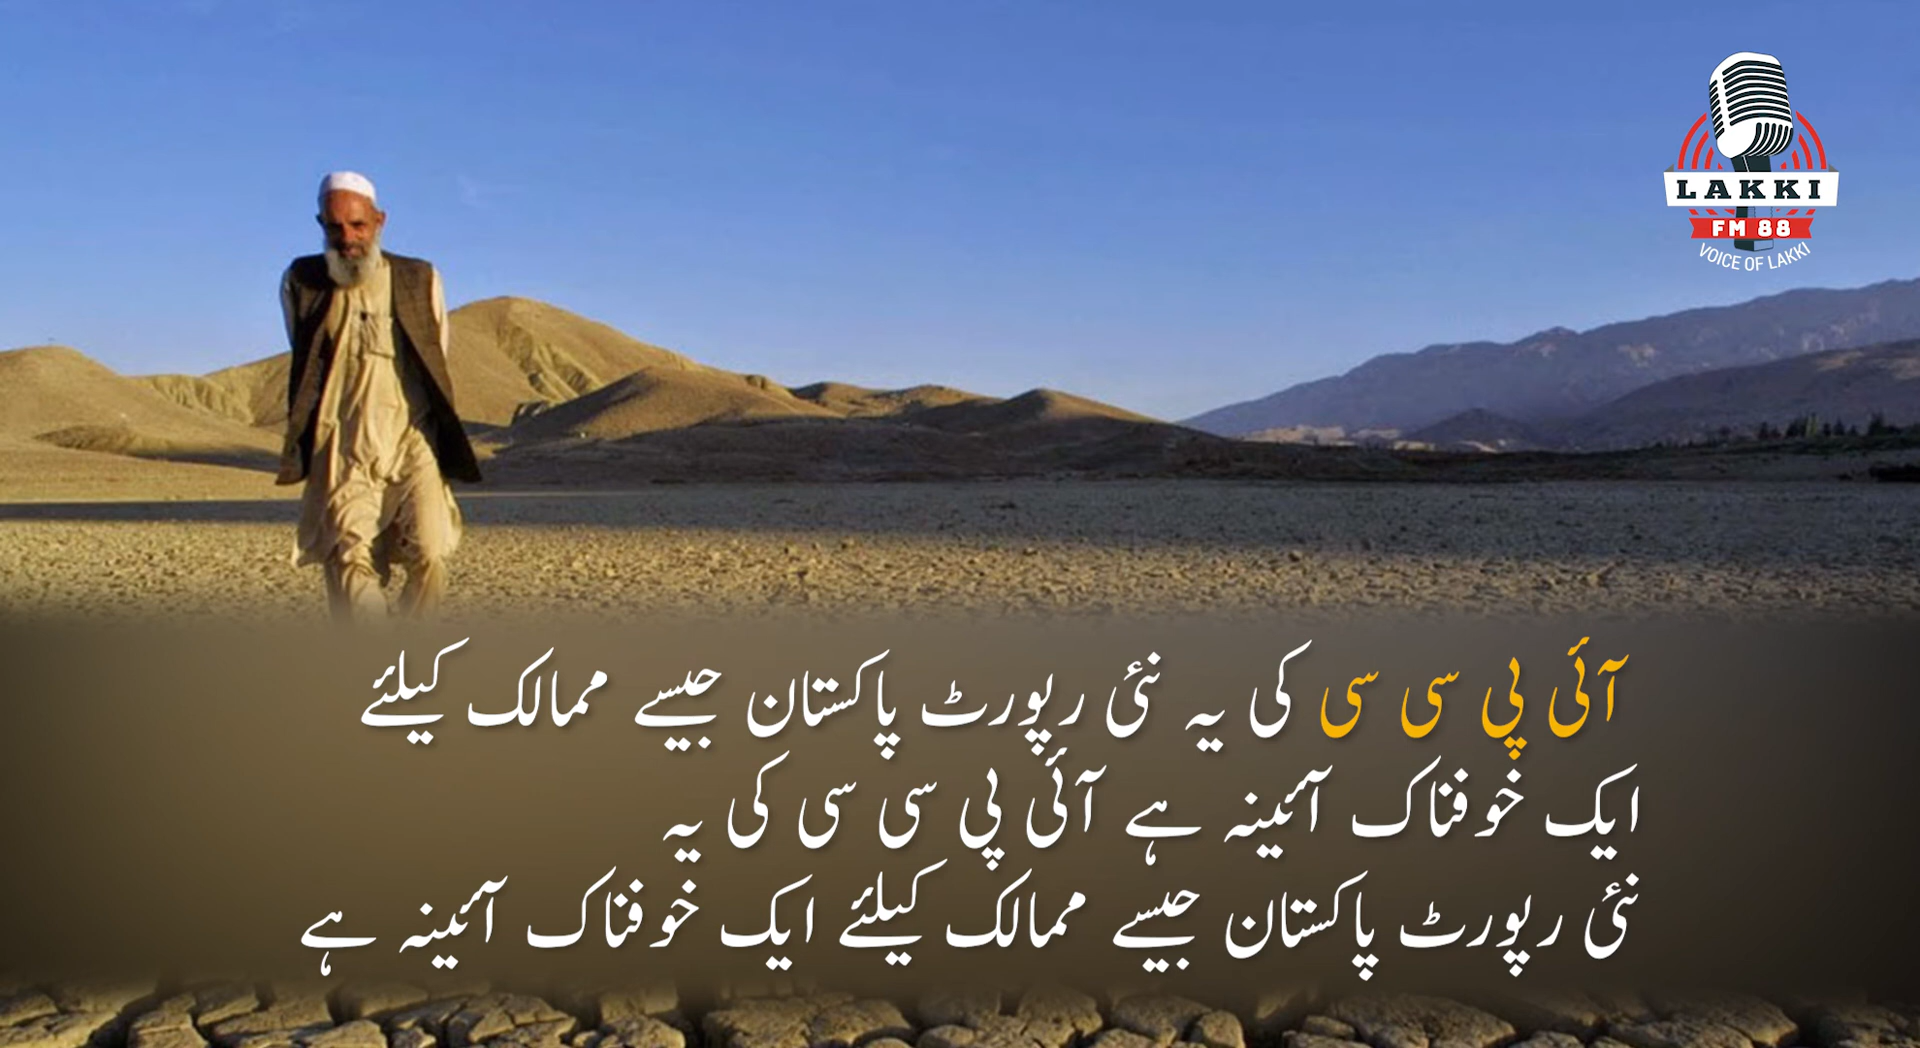 LAKKI
FM 88
VOICE OF LAKKI
آئی پی سی سی کی یہ نئی رپورٹ پاکستان جیسے ممالک کیلئے
ایک خوفناک آئینہ ہے آئی پی سی سی کی یہ
نئی رپورٹ پاکستان جیسے ممالک کیلئے ایک خوفناک آئینہ ہے